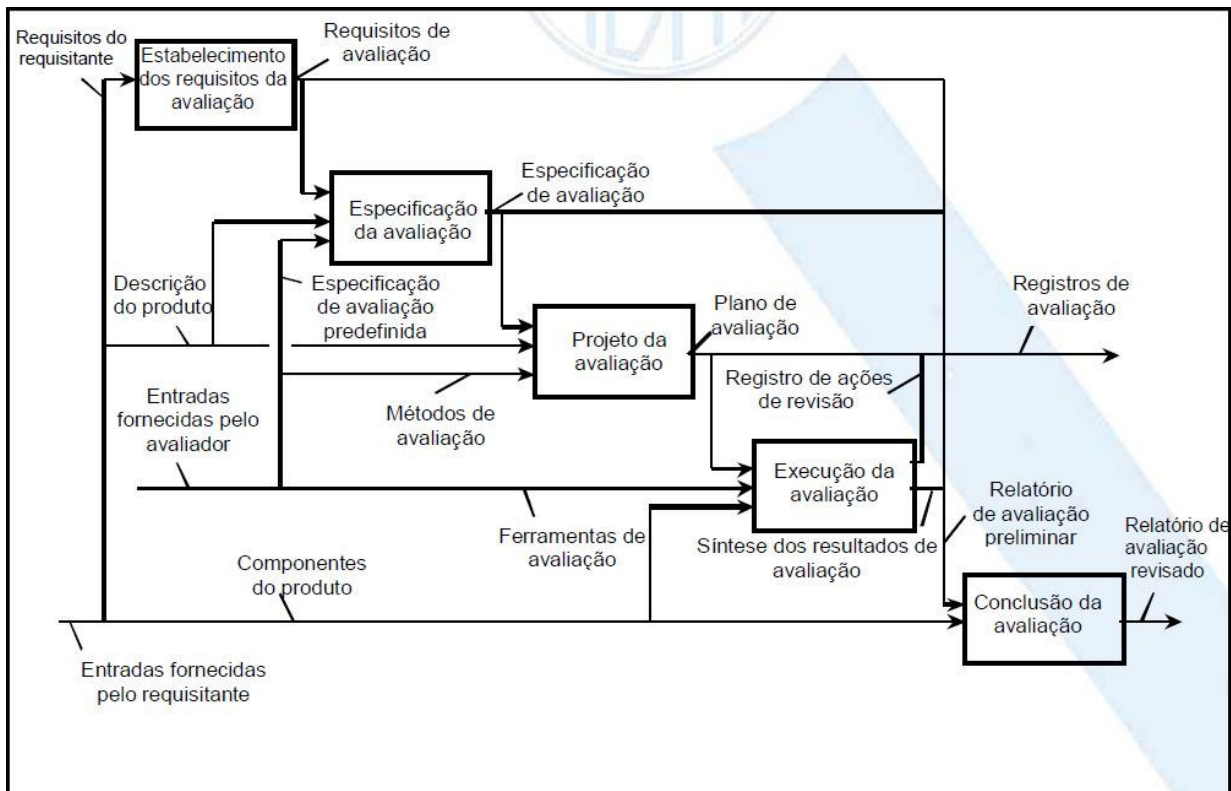 Requisitos do
requisitante
Estabelecimento
dos requisitos da
avaliação
Requisitos de
avaliação
Especificação
da avaliação
Especificação
de avaliação
Descrição
do produto
Especificação
de avaliação
predefinida
Projeto da
avaliação
Plano de
avaliação
Registros de
avaliação
Entradas
fornecidas pelo
avaliador
Métodos de
avaliação
Registro de ações
de revisão
Execução da
avaliação
Ferramentas de
avaliação
Síntese dos resultados de
avaliação
Relatório
de avaliação
preliminar
Relatório de
avaliação
revisado
Componentes
do produto
Conclusão da
avaliação
Entradas fornecidas
pelo requisitante